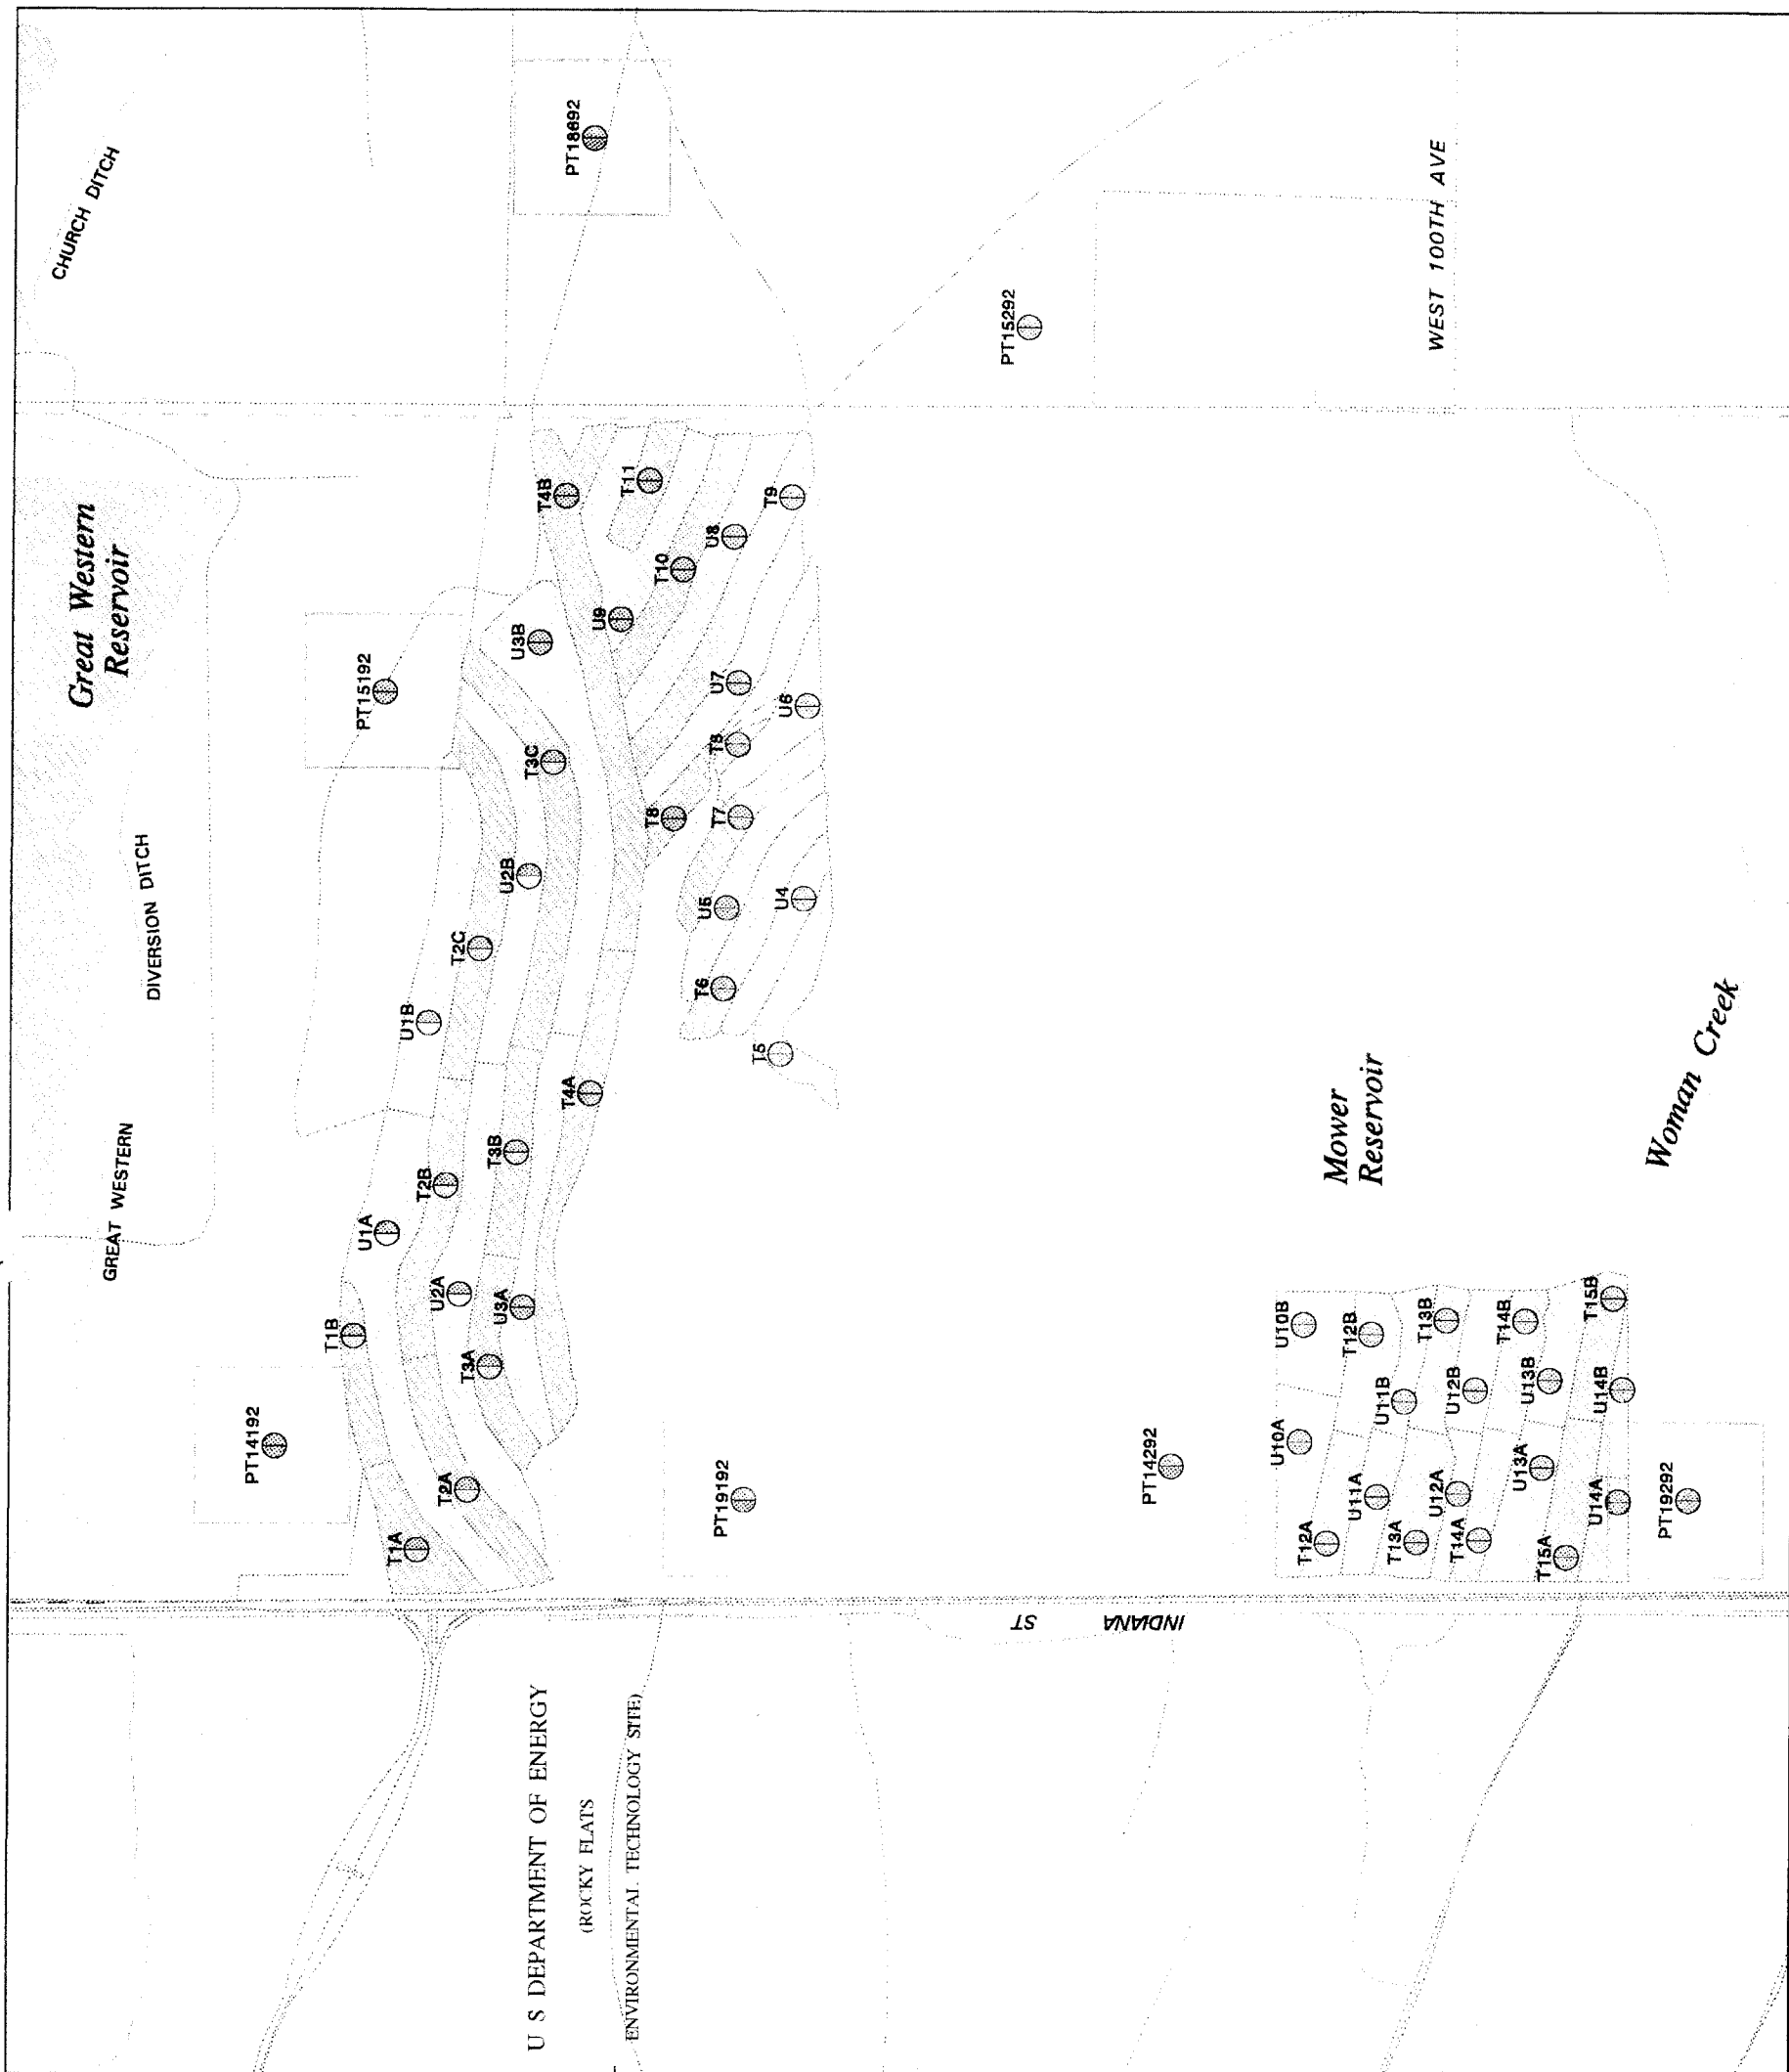 CHURCH DITCH
PT18692
Great Western
Reservoir
PT15292
WEST 100TH AVE
T4B
T11
T9
U8
T10
U9
U3B
PT15192
U7
U6
T3C
T8
T7
U2B
U5
U4
DIVERSION DITCH
T2C
T6
U1B
T5
T4A
T3B
T2B
GREAT WESTERN
U1A
U2A
U3A
T1B
T3A
PT14192
T2A
T1A
PT19192
PT14292
Mower
Reservoir
Woman Creek
U10B
T12B
T13B
T14B
T15B
U11B
U12B
U13B
U14B
U10A
U11A
U12A
U13A
U14A
T12A
T13A
T14A
T15A
PT19292
INDIANA ST
U S DEPARTMENT OF ENERGY
(ROCKY FLATS
ENVIRONMENTAL TECHNOLOGY SITE)